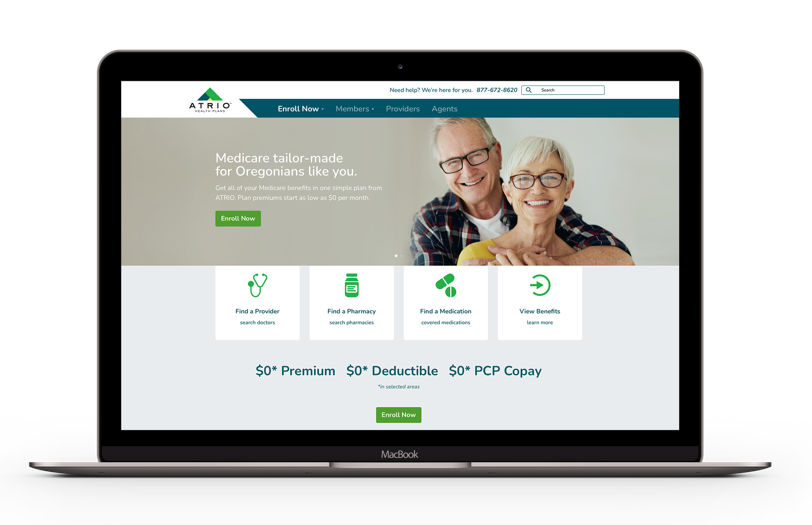 Need help? We're here for you. 877-672-8620
Search
ATRIO
HEALTH PLANS
Enroll Now
Members
Providers
Agents
Medicare tailor-made
for Oregonians like you.
Get all of your Medicare benefits in one simple plan from
ATRIO. Plan premiums start as low as $0 per month.
Enroll Now
Find a Provider
search doctors
Find a Pharmacy
search pharmacies
Find a Medication
covered medications
View Benefits
learn more
$0* Premium $0* Deductible $0* PCP Copay
*in selected areas
Enroll Now
MacBook